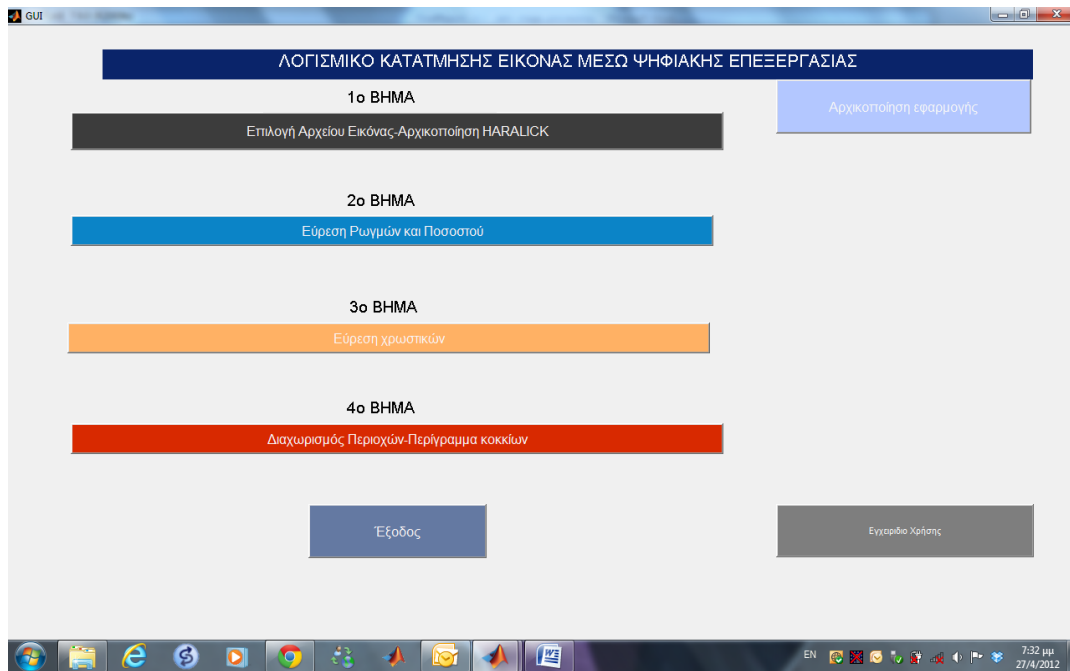 GUI
ΛΟΓΙΣΜΙΚΟ ΚΑΤΑΤΜΗΣΗΣ ΕΙΚΟΝΑΣ ΜΕΣΩ ΨΗΦΙΑΚΗΣ ΕΠΕΞΕΡΓΑΣΙΑΣ
1ο ΒΗΜΑ
Αρχικοποίηση εφαρμογής
Επιλογή Αρχείου Εικόνας-Αρχικοποίηση HARALICK
2ο ΒΗΜΑ
Εύρεση Ρωγμών και Ποσοστού
3ο ΒΗΜΑ
Εύρεση χρωστικών
4ο ΒΗΜΑ
Διαχωρισμός Περιοχών-Περίγραμμα κοκκίων
Έξοδος
Εγχειριδιο Χρήσης
EN
7:32 μμ
27/4/2012